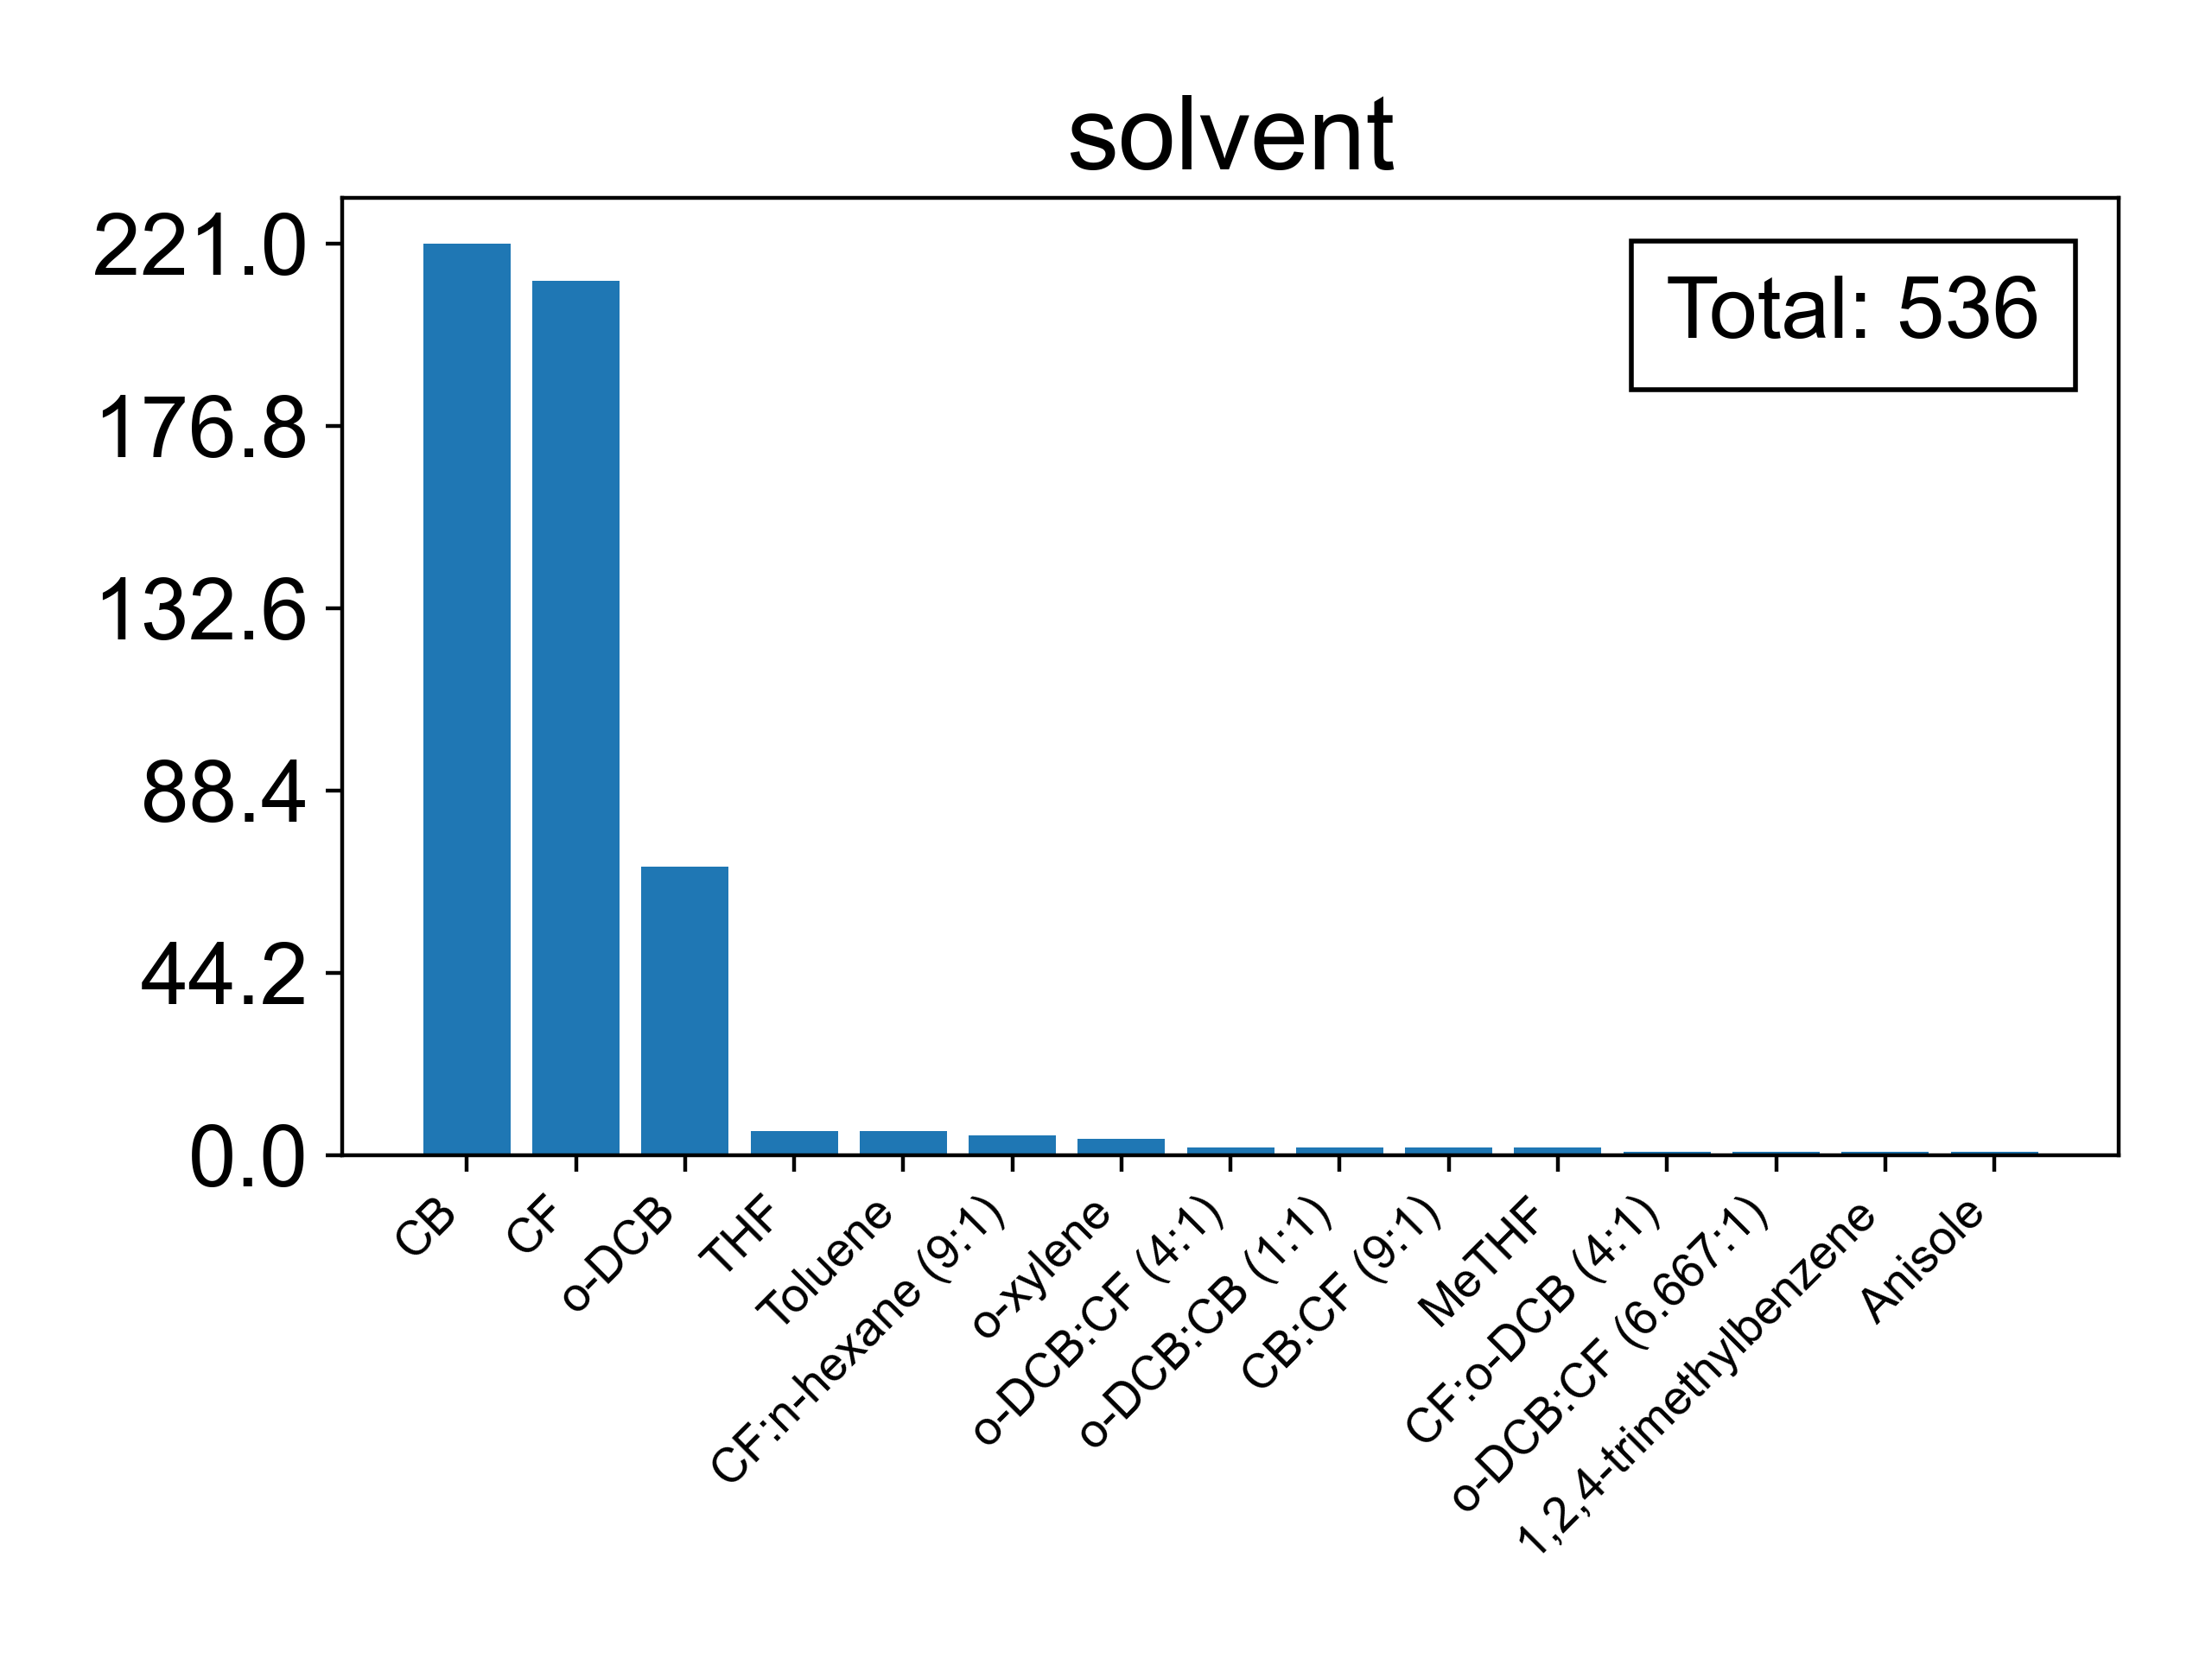 solvent
Total: 536
221.0
176.8
132.6
88.4
44.2
0.0
CB
CF
o-DCB
THF
Toluene
CF:n-hexane (9:1)
o-xylene
o-DCB:CF (4:1)
o-DCB:CB (1:1)
CB:CF (9:1)
MeTHF
CF:o-DCB (4:1)
o-DCB:CF (6.667:1)
1,2,4-trimethylbenzene
Anisole